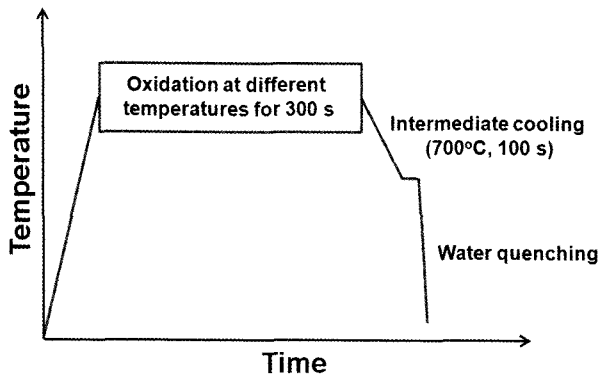 Temperature
Oxidation at different
temperatures for 300 s
Intermediate cooling
(700°C, 100 s)
Water quenching
Time